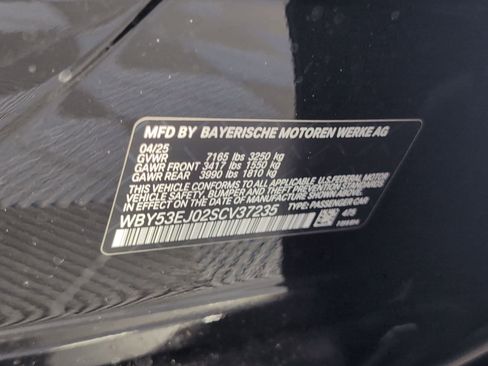 MFD BY BAYERISCHE MOTOREN WERKE AG
04/25
GVWR 7165 lbs 3250 kg
GAWR FRONT 3417 lbs 1550 kg
GAWR REAR 3990 lbs 1810 kg
THIS VEHICLE CONFORMS TO ALL APPLICABLE U.S. FEDERAL MOTOR
VEHICLE SAFETY, BUMPER, AND THEFT PREVENTION STANDARDS
IN EFFECT ON THE DATE OF MANUFACTURE SHOWN ABOVE.
WBY53EJ02SCV37235 TYPE: PASSENGER CAR
475